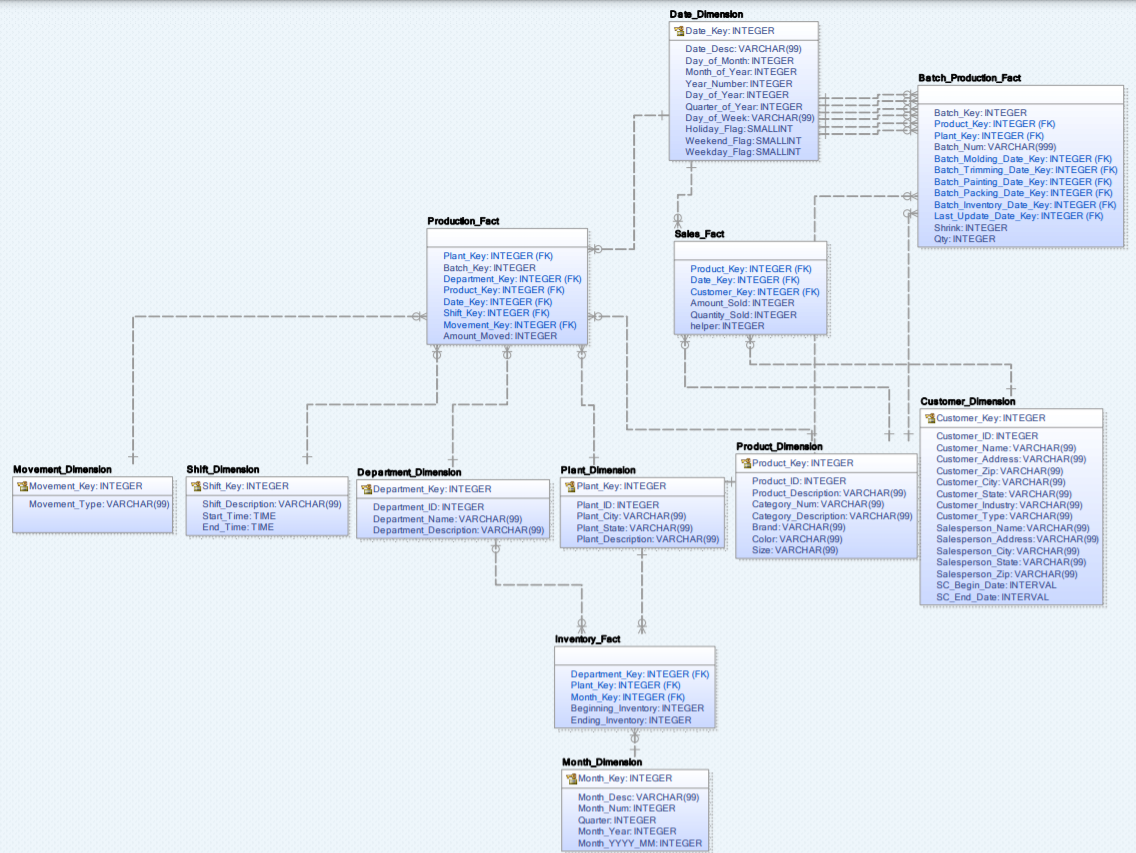 Date_Dimension
Date_Key: INTEGER
Date_Desc: VARCHAR(99)
Day_of_Month: INTEGER
Month_of_Year: INTEGER
Year_Number: INTEGER
Day_of_Year: INTEGER
Quarter_of_Year: INTEGER
Day_of_Week: VARCHAR(99)
Holiday_Flag: SMALLINT
Weekend_Flag: SMALLINT
Weekday_Flag: SMALLINT
Batch_Production_Fact
Batch_Key: INTEGER
Product_Key: INTEGER (FK)
Plant_Key: INTEGER (FK)
Batch_Num: VARCHAR(999)
Batch_Molding_Date_Key: INTEGER (FK)
Batch_Trimming_Date_Key: INTEGER (FK)
Batch_Painting_Date_Key: INTEGER (FK)
Batch_Packing_Date_Key: INTEGER (FK)
Batch_Inventory_Date_Key: INTEGER (FK)
Last_Update_Date_Key: INTEGER (FK)
Shrink: INTEGER
Qty: INTEGER
Production_Fact
Plant_Key: INTEGER (FK)
Batch_Key: INTEGER
Department_Key: INTEGER (FK)
Product_Key: INTEGER (FK)
Date_Key: INTEGER (FK)
Shift_Key: INTEGER (FK)
Movement_Key: INTEGER (FK)
Amount_Moved: INTEGER
Sales_Fact
Product_Key: INTEGER (FK)
Date_Key: INTEGER (FK)
Customer_Key: INTEGER (FK)
Amount_Sold: INTEGER
Quantity_Sold: INTEGER
helper: INTEGER
Movement_Dimension
Movement_Key: INTEGER
Movement_Type: VARCHAR(99)
Shift_Dimension
Shift_Key: INTEGER
Shift_Description: VARCHAR(99)
Start_Time: TIME
End_Time: TIME
Department_Dimension
Department_Key: INTEGER
Department_ID: INTEGER
Department_Name: VARCHAR(99)
Department_Description: VARCHAR(99)
Plant_Dimension
Plant_Key: INTEGER
Plant_ID: INTEGER
Plant_City: VARCHAR(99)
Plant_State: VARCHAR(99)
Plant_Description: VARCHAR(99)
Product_Dimension
Product_Key: INTEGER
Product_ID: INTEGER
Product_Description: VARCHAR(99)
Category_Num: VARCHAR(99)
Category_Description: VARCHAR(99)
Brand: VARCHAR(99)
Color: VARCHAR(99)
Size: VARCHAR(99)
Customer_Dimension
Customer_Key: INTEGER
Customer_ID: INTEGER
Customer_Name: VARCHAR(99)
Customer_Address: VARCHAR(99)
Customer_Zip: VARCHAR(99)
Customer_City: VARCHAR(99)
Customer_State: VARCHAR(99)
Customer_Industry: VARCHAR(99)
Customer_Type: VARCHAR(99)
Salesperson_Name: VARCHAR(99)
Salesperson_Address: VARCHAR(99)
Salesperson_City: VARCHAR(99)
Salesperson_State: VARCHAR(99)
Salesperson_Zip: VARCHAR(99)
SC_Begin_Date: INTERVAL
SC_End_Date: INTERVAL
Inventory_Fact
Department_Key: INTEGER (FK)
Plant_Key: INTEGER (FK)
Month_Key: INTEGER (FK)
Beginning_Inventory: INTEGER
Ending_Inventory: INTEGER
Month_Dimension
Month_Key: INTEGER
Month_Desc: VARCHAR(99)
Month_Num: INTEGER
Quarter: INTEGER
Month_Year: INTEGER
Month_YYYY_MM: INTEGER